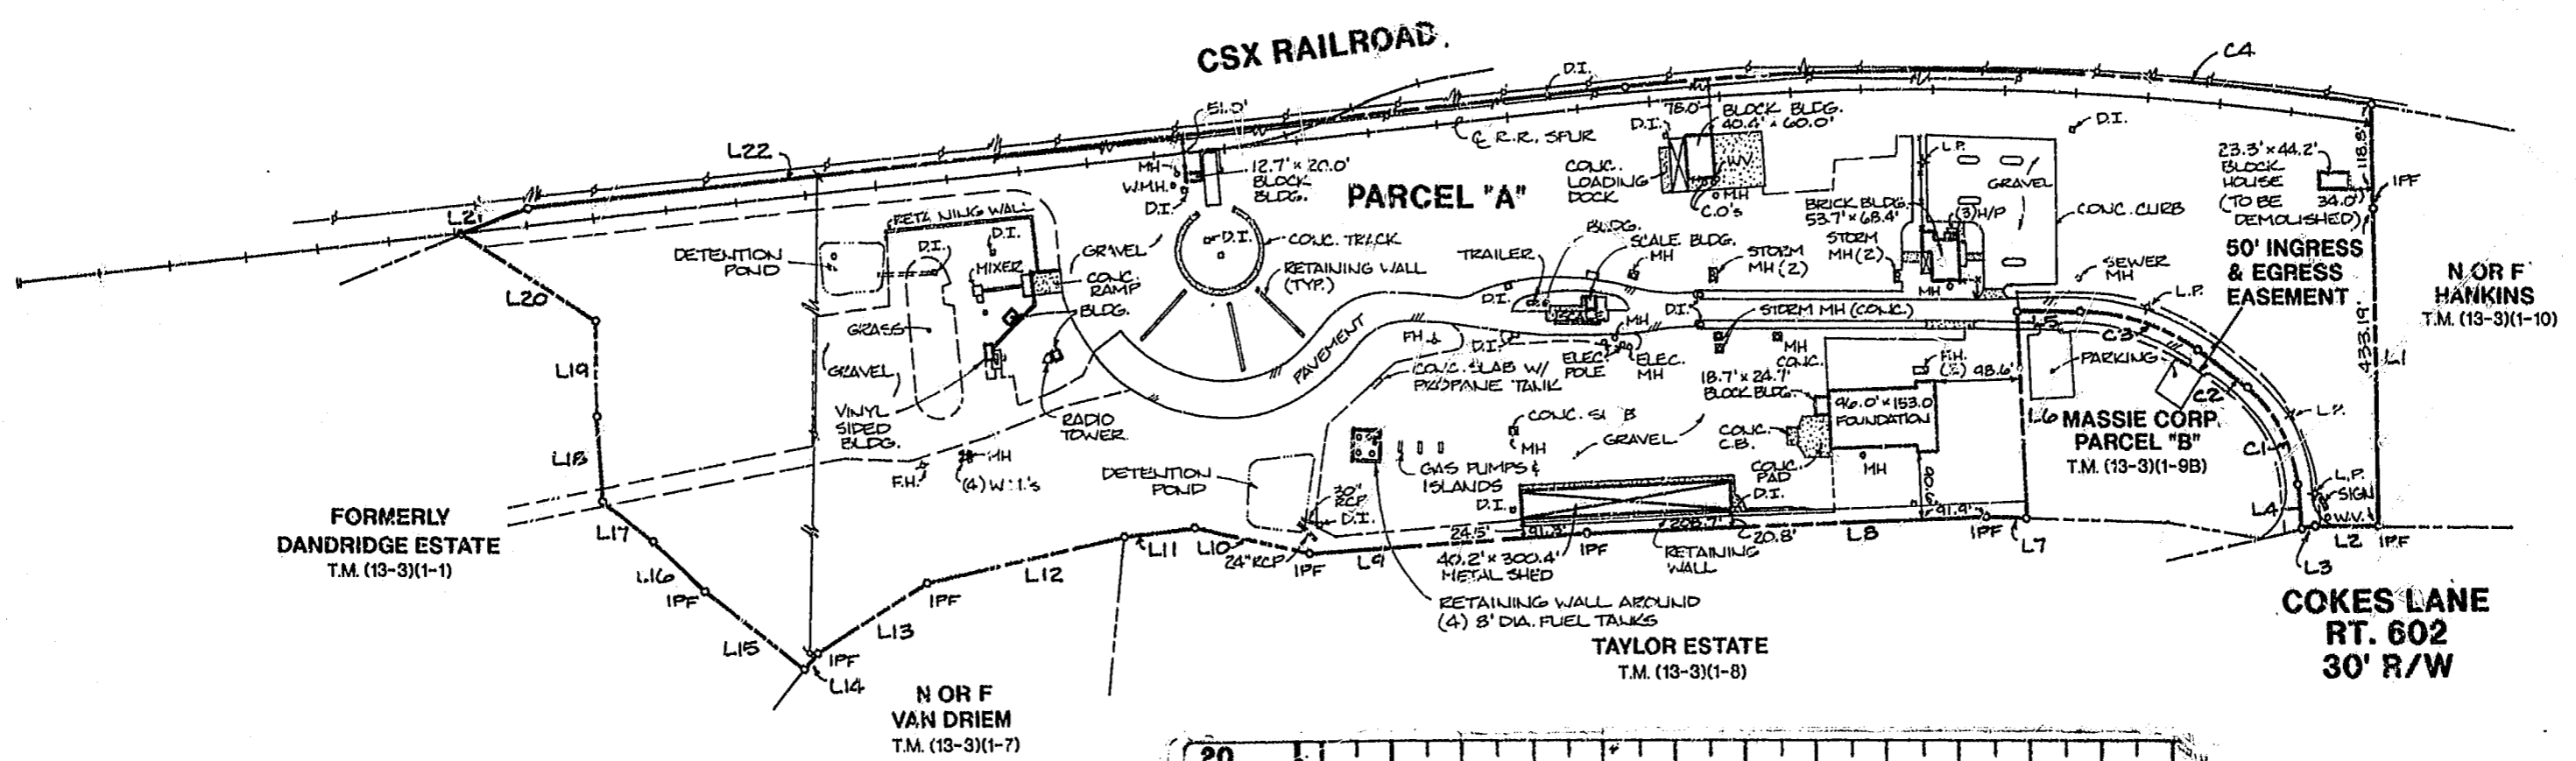 CSX RAILROAD.
C4
D.I.
51.0'
L22
75.0'
BLOCK BLDG.
40.4' x 60.0'
D.I.
℄ R.R. SPUR
D.I.
L.P.
118.8'
23.3' x 44.2'
BLOCK
HOUSE
(TO BE
DEMOLISHED)
34.0'
IPF
MH
W.M.H.
D.I.
12.7' x 20.0'
BLOCK
BLDG.
PARCEL "A"
CONC.
LOADING
DOCK
W.V.
MH
C.O's
GRAVEL
BRICK BLDG.
53.7' x 68.4'
(3) H/P
CONC. CURB
L21
RETAINING WALL
D.I.
D.I.
DETENTION
POND
MIXER
GRAVEL
CONC.
RAMP
D.I.
CONC. TRACK
RETAINING WALL
(TYP.)
TRAILER
BLDG.
SCALE BLDG.
MH
STORM
MH (2)
STORM
MH (2)
MH
SEWER
MH
L.P.
50' INGRESS
& EGRESS
EASEMENT
N OR F
HANKINS
T.M. (13-3)(1-10)
433.19'
L1
L20
GRASS
BLDG.
GRAVEL
PAVEMENT
D.I.
D.I.
STORM MH (CONC.)
L5
C3
PARKING
L19
VINYL
SIDED
BLDG.
RADIO
TOWER
F.H.
D.I.
CONC. SLAB W/
PROPANE TANK
MH
ELEC.
POLE
ELEC.
MH
MH
CONC.
18.7' x 24.7'
BLOCK BLDG.
F.H.
98.6'
96.0' x 153.0'
FOUNDATION
C2
L6
MASSIE CORP.
PARCEL "B"
T.M. (13-3)(1-9B)
L.P.
C1
L18
F.H.
MH
DETENTION
POND
CONC. SLAB
MH
GRAVEL
GAS PUMPS &
ISLANDS
CONC.
C.B.
CONC.
PAD
MH
30"
RCP
D.I.
D.I.
D.I.
L.P.
SIGN
W.V.
L4
FORMERLY
DANDRIDGE ESTATE
T.M. (13-3)(1-1)
L17
L16
IPF
L15
L14
IPF
L13
IPF
L12
L11
L10
24" RCP
IPF
L9
24.5'
91.3'
IPF
208.7'
20.8'
L8
91.9'
IPF
L7
L3
L2
IPF
40.2' x 300.4'
METAL SHED
RETAINING
WALL
RETAINING WALL AROUND
(4) 8' DIA. FUEL TANKS
TAYLOR ESTATE
T.M. (13-3)(1-8)
COKES LANE
RT. 602
30' R/W
N OR F
VAN DRIEM
T.M. (13-3)(1-7)
20